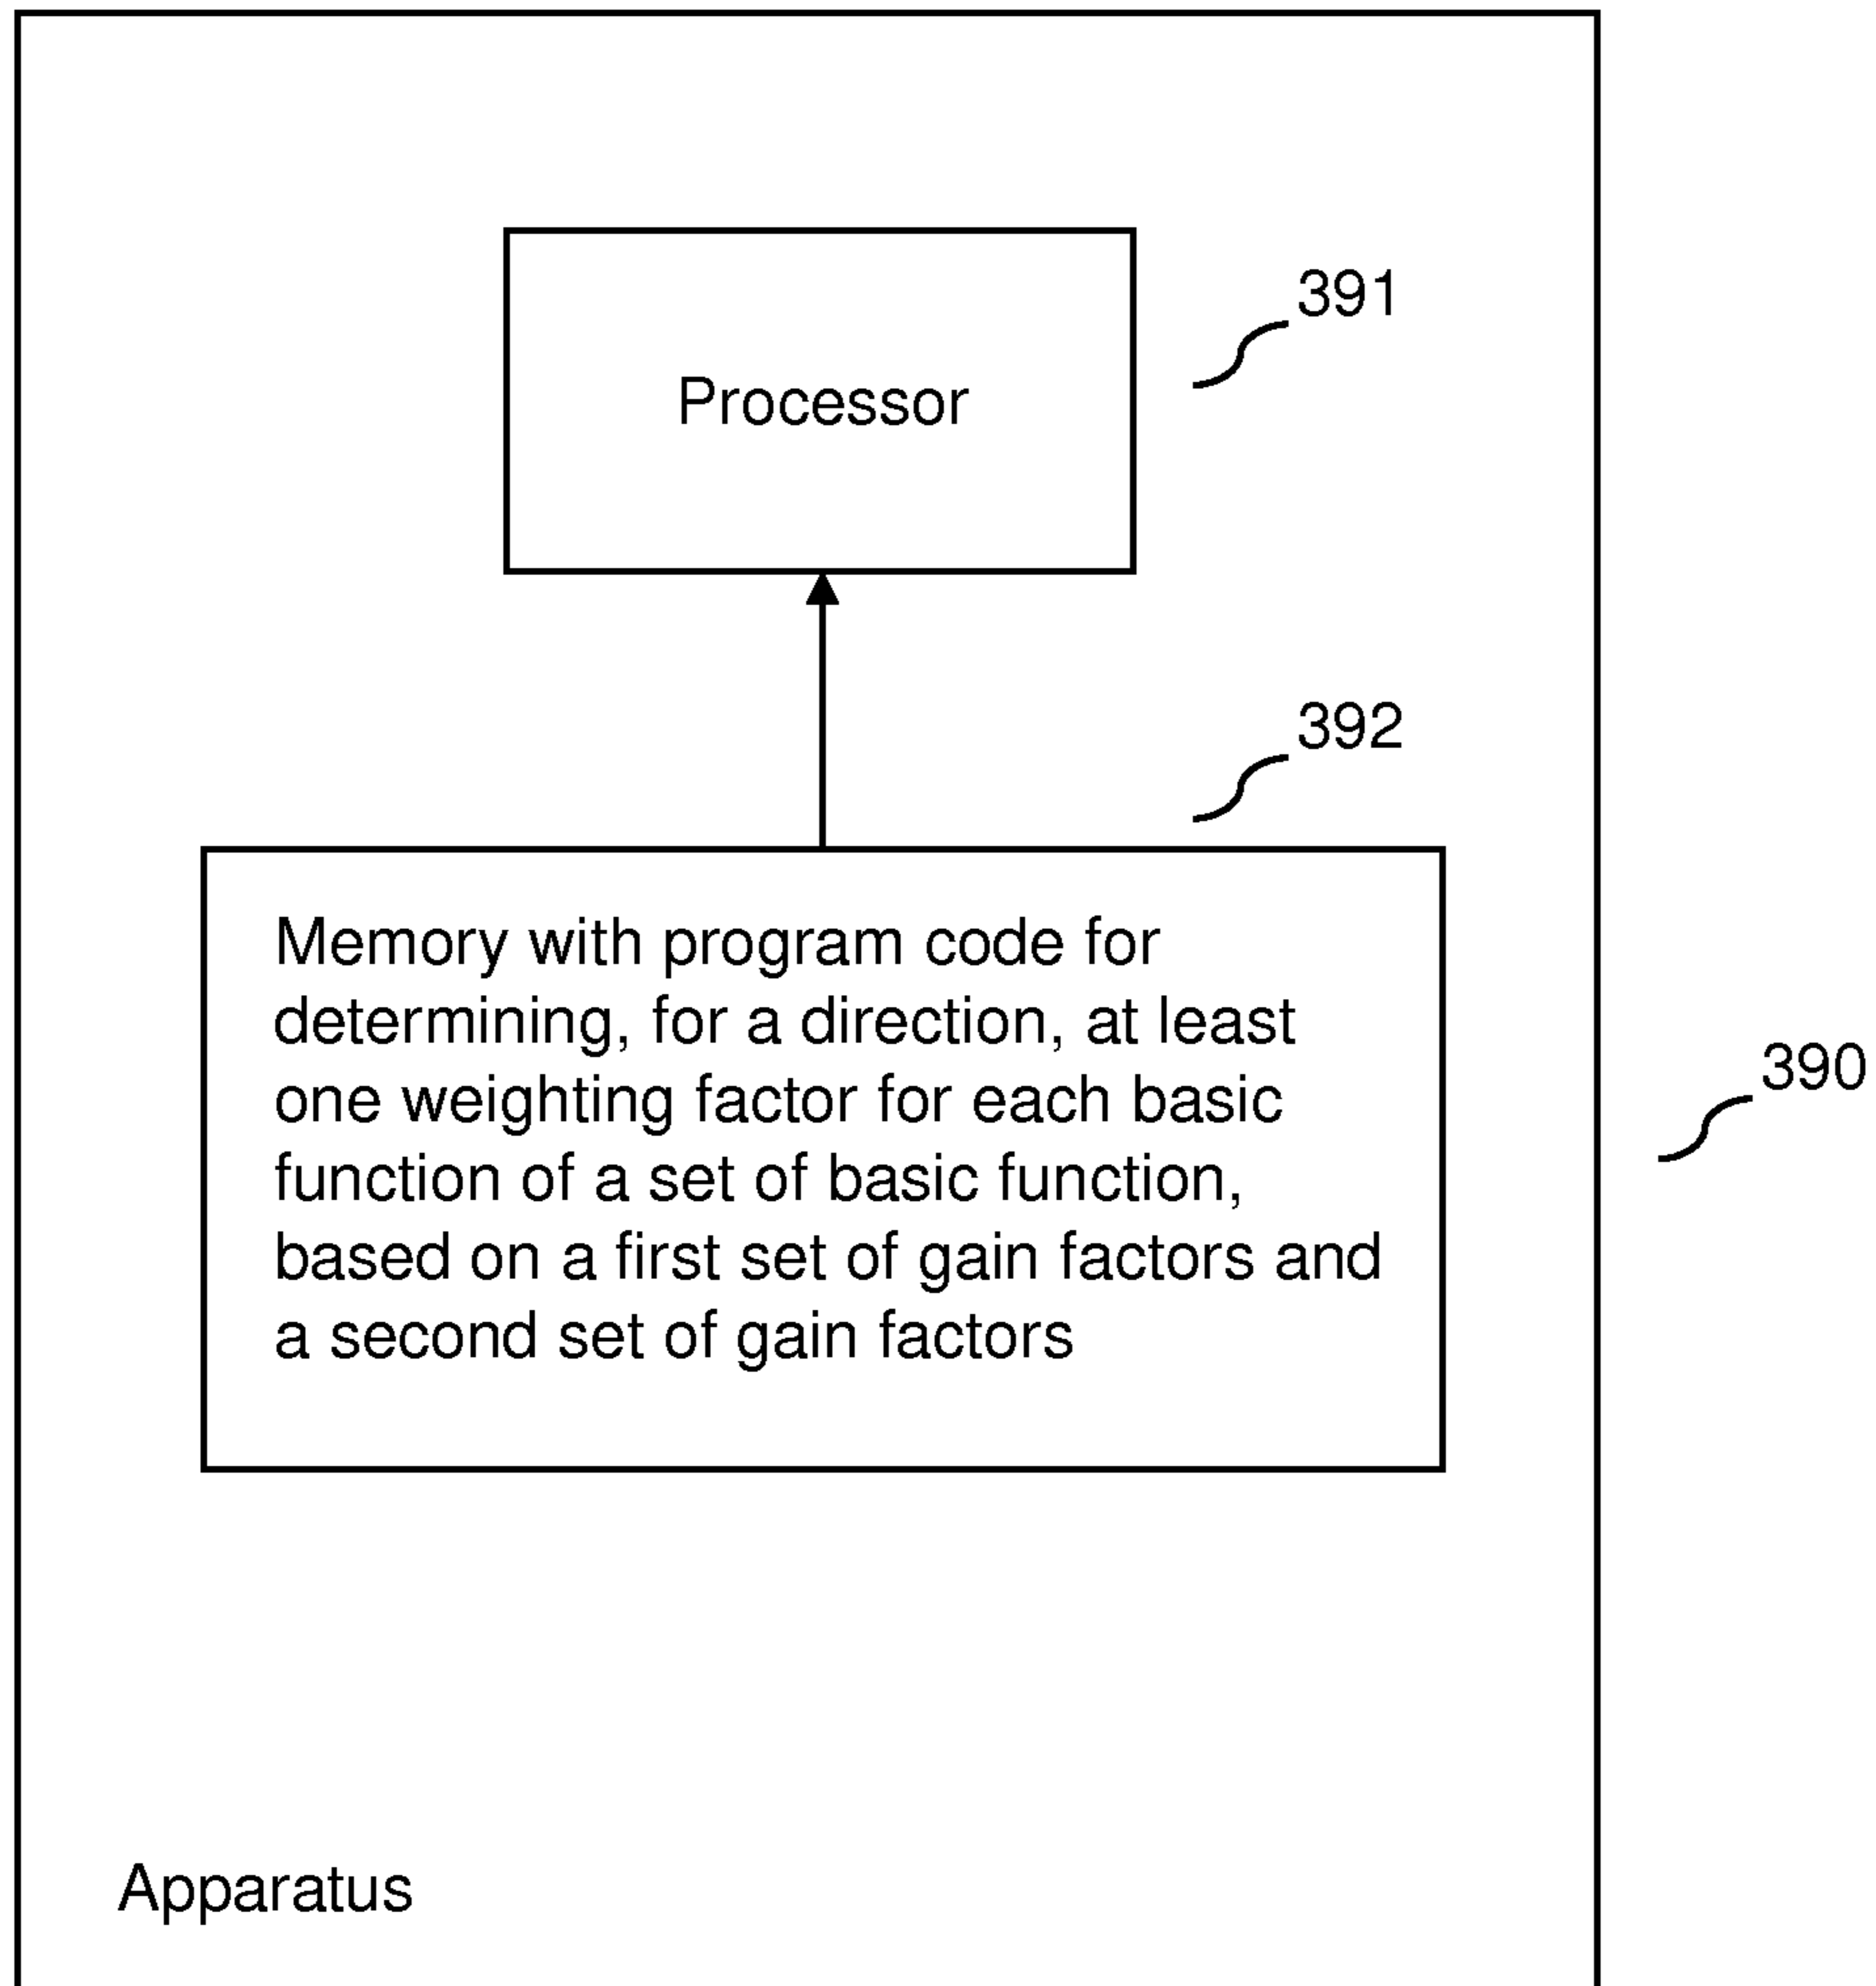 391
Processor
392
Memory with program code for
determining, for a direction, at least
one weighting factor for each basic
function of a set of basic function,
based on a first set of gain factors and
a second set of gain factors
390
Apparatus